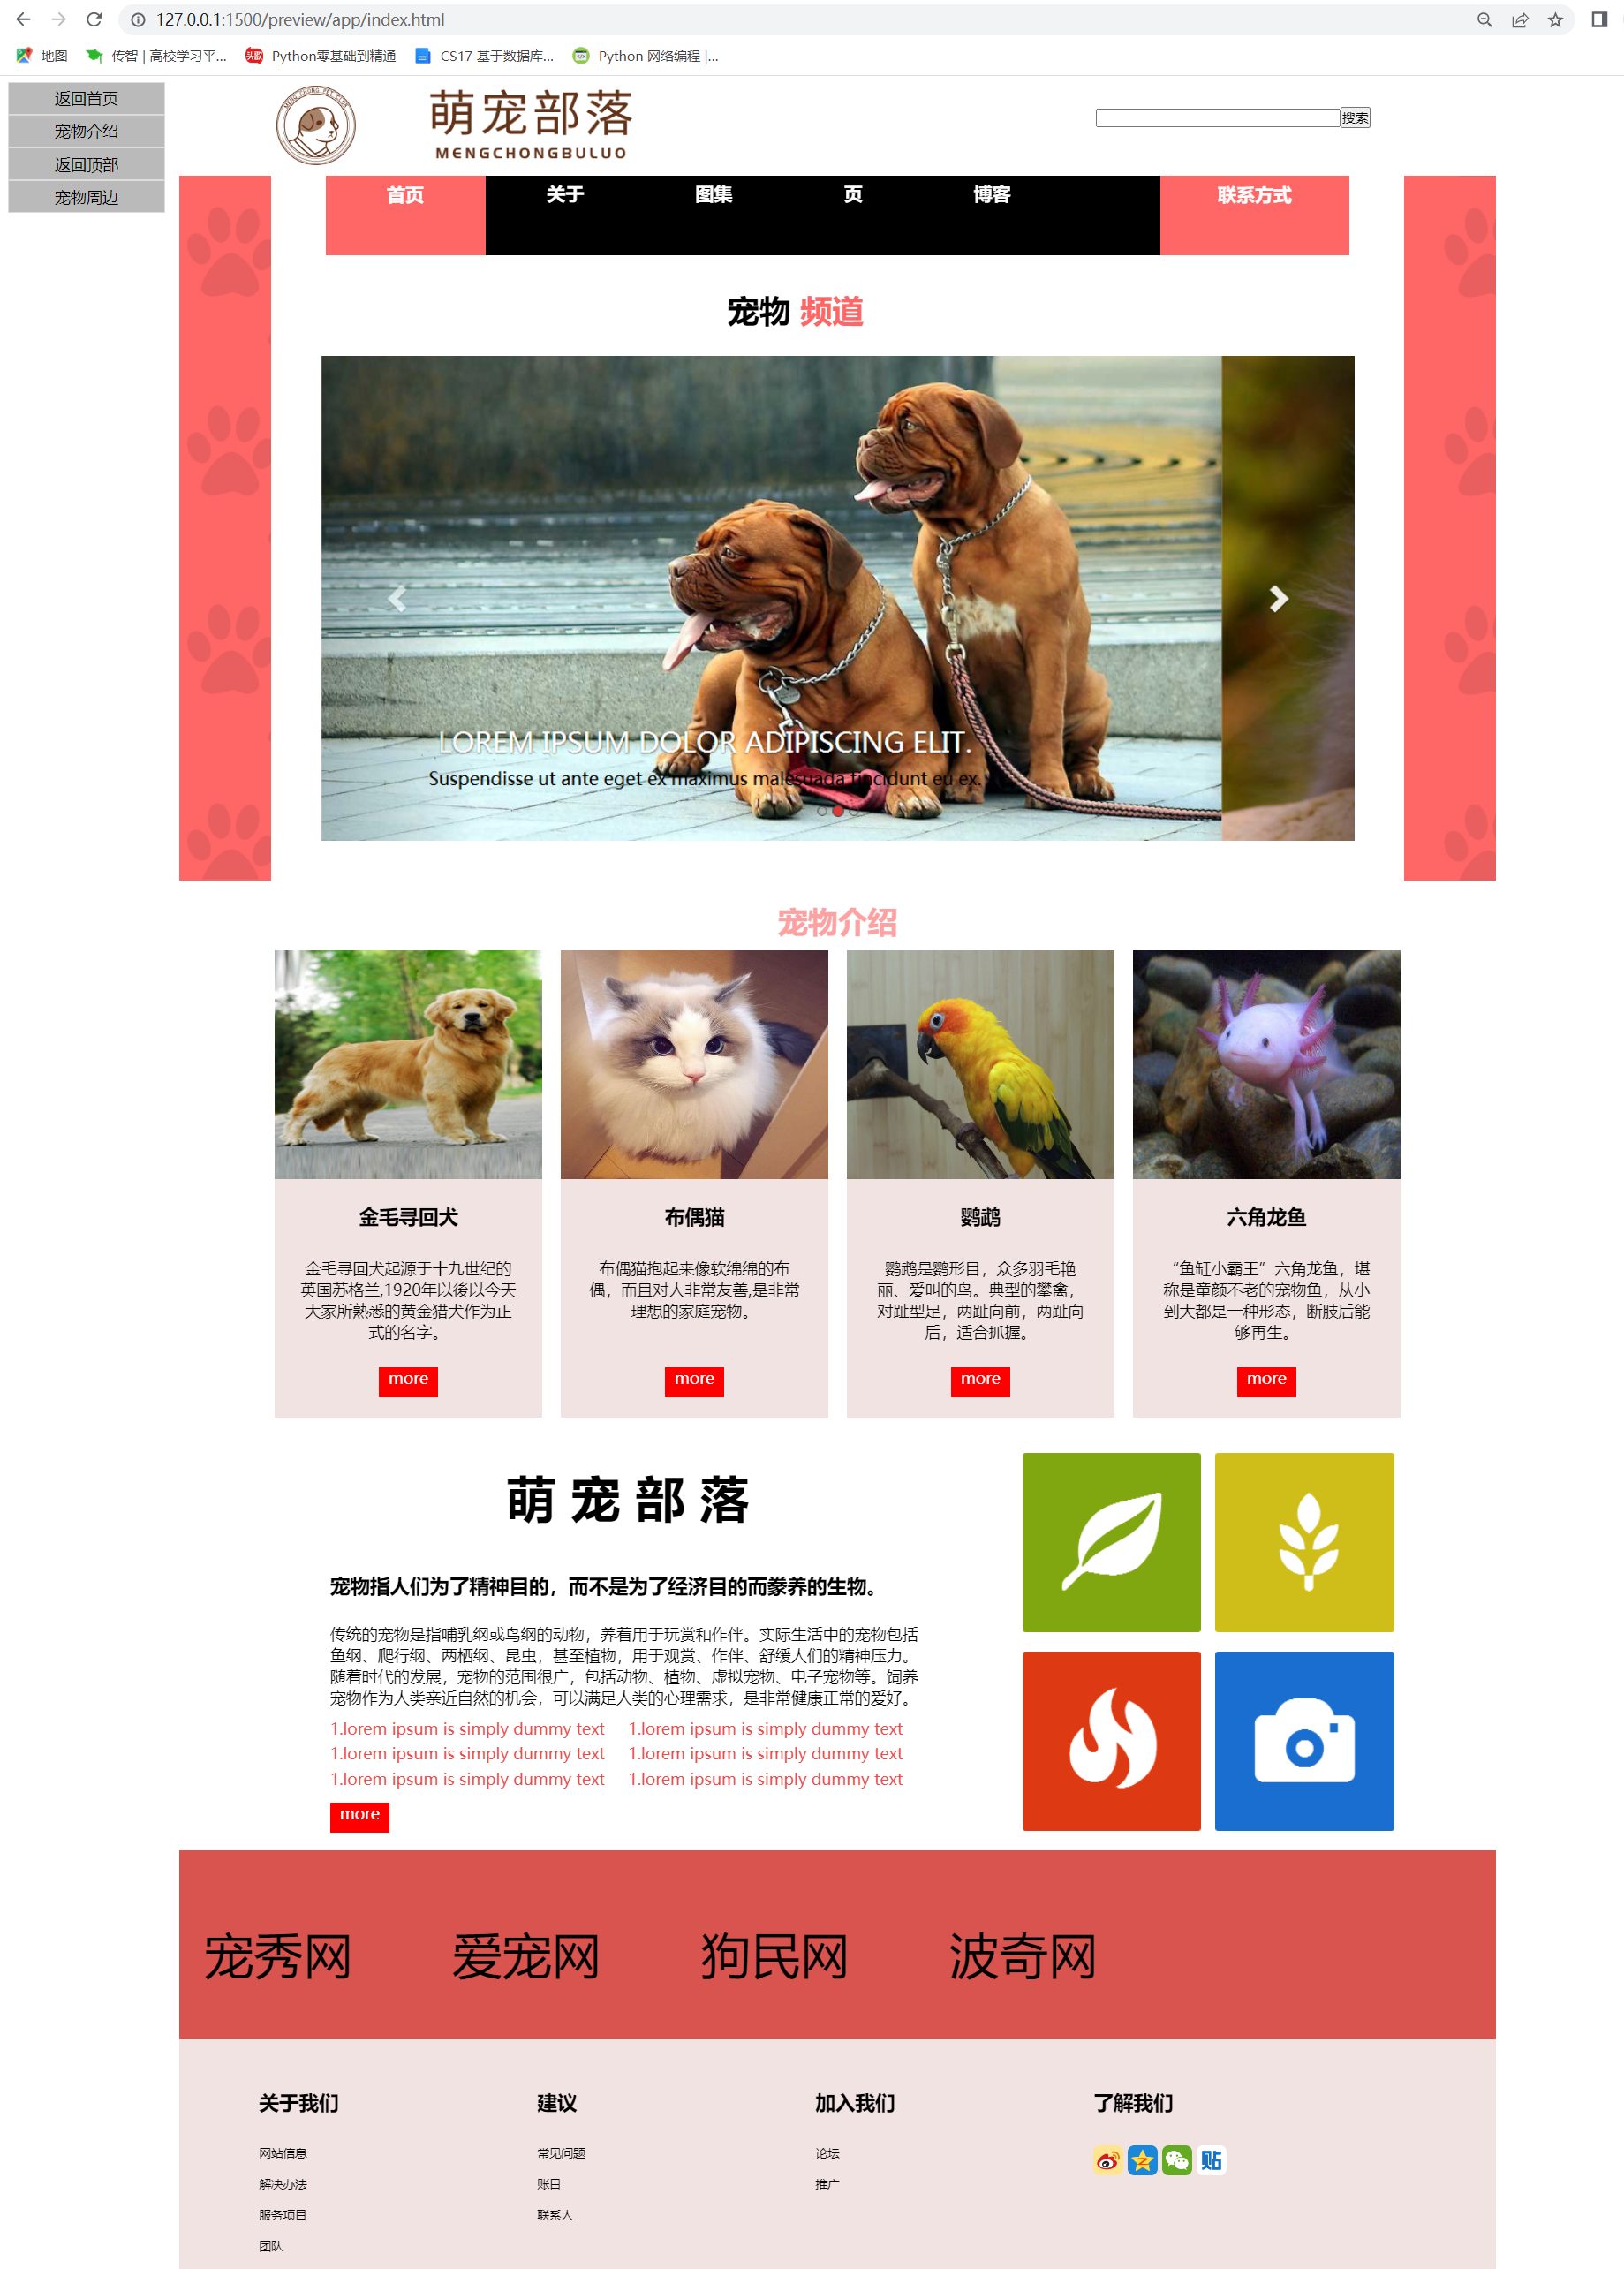 127.0.0.1:1500/preview/app/index.html
地图
传智 | 高校学习平...
头歌
Python零基础到精通
CS17 基于数据库...
Python 网络编程 |...
返回首页
宠物介绍
返回顶部
宠物周边
MENG CHONG PET CLUB
萌宠部落
MENGCHONGBULUO
搜索
首页
关于
图集
页
博客
联系方式
宠物 频道
LOREM IPSUM DOLOR ADIPISCING ELIT.
Suspendisse ut ante eget ex maximus malesuada tincidunt eu ex.
宠物介绍
金毛寻回犬
金毛寻回犬起源于十九世纪的
英国苏格兰,1920年以後以今天
大家所熟悉的黄金猎犬作为正
式的名字。
more
布偶猫
布偶猫抱起来像软绵绵的布
偶，而且对人非常友善,是非常
理想的家庭宠物。
more
鹦鹉
鹦鹉是鹦形目，众多羽毛艳
丽、爱叫的鸟。典型的攀禽，
对趾型足，两趾向前，两趾向
后，适合抓握。
more
六角龙鱼
“鱼缸小霸王”六角龙鱼，堪
称是童颜不老的宠物鱼，从小
到大都是一种形态，断肢后能
够再生。
more
萌 宠 部 落
宠物指人们为了精神目的，而不是为了经济目的而豢养的生物。
传统的宠物是指哺乳纲或鸟纲的动物，养着用于玩赏和作伴。实际生活中的宠物包括
鱼纲、爬行纲、两栖纲、昆虫，甚至植物，用于观赏、作伴、舒缓人们的精神压力。
随着时代的发展，宠物的范围很广，包括动物、植物、虚拟宠物、电子宠物等。饲养
宠物作为人类亲近自然的机会，可以满足人类的心理需求，是非常健康正常的爱好。
1.lorem ipsum is simply dummy text
1.lorem ipsum is simply dummy text
1.lorem ipsum is simply dummy text
1.lorem ipsum is simply dummy text
1.lorem ipsum is simply dummy text
1.lorem ipsum is simply dummy text
more
宠秀网
爱宠网
狗民网
波奇网
关于我们
网站信息
解决办法
服务项目
团队
建议
常见问题
账目
联系人
加入我们
论坛
推广
了解我们
贴